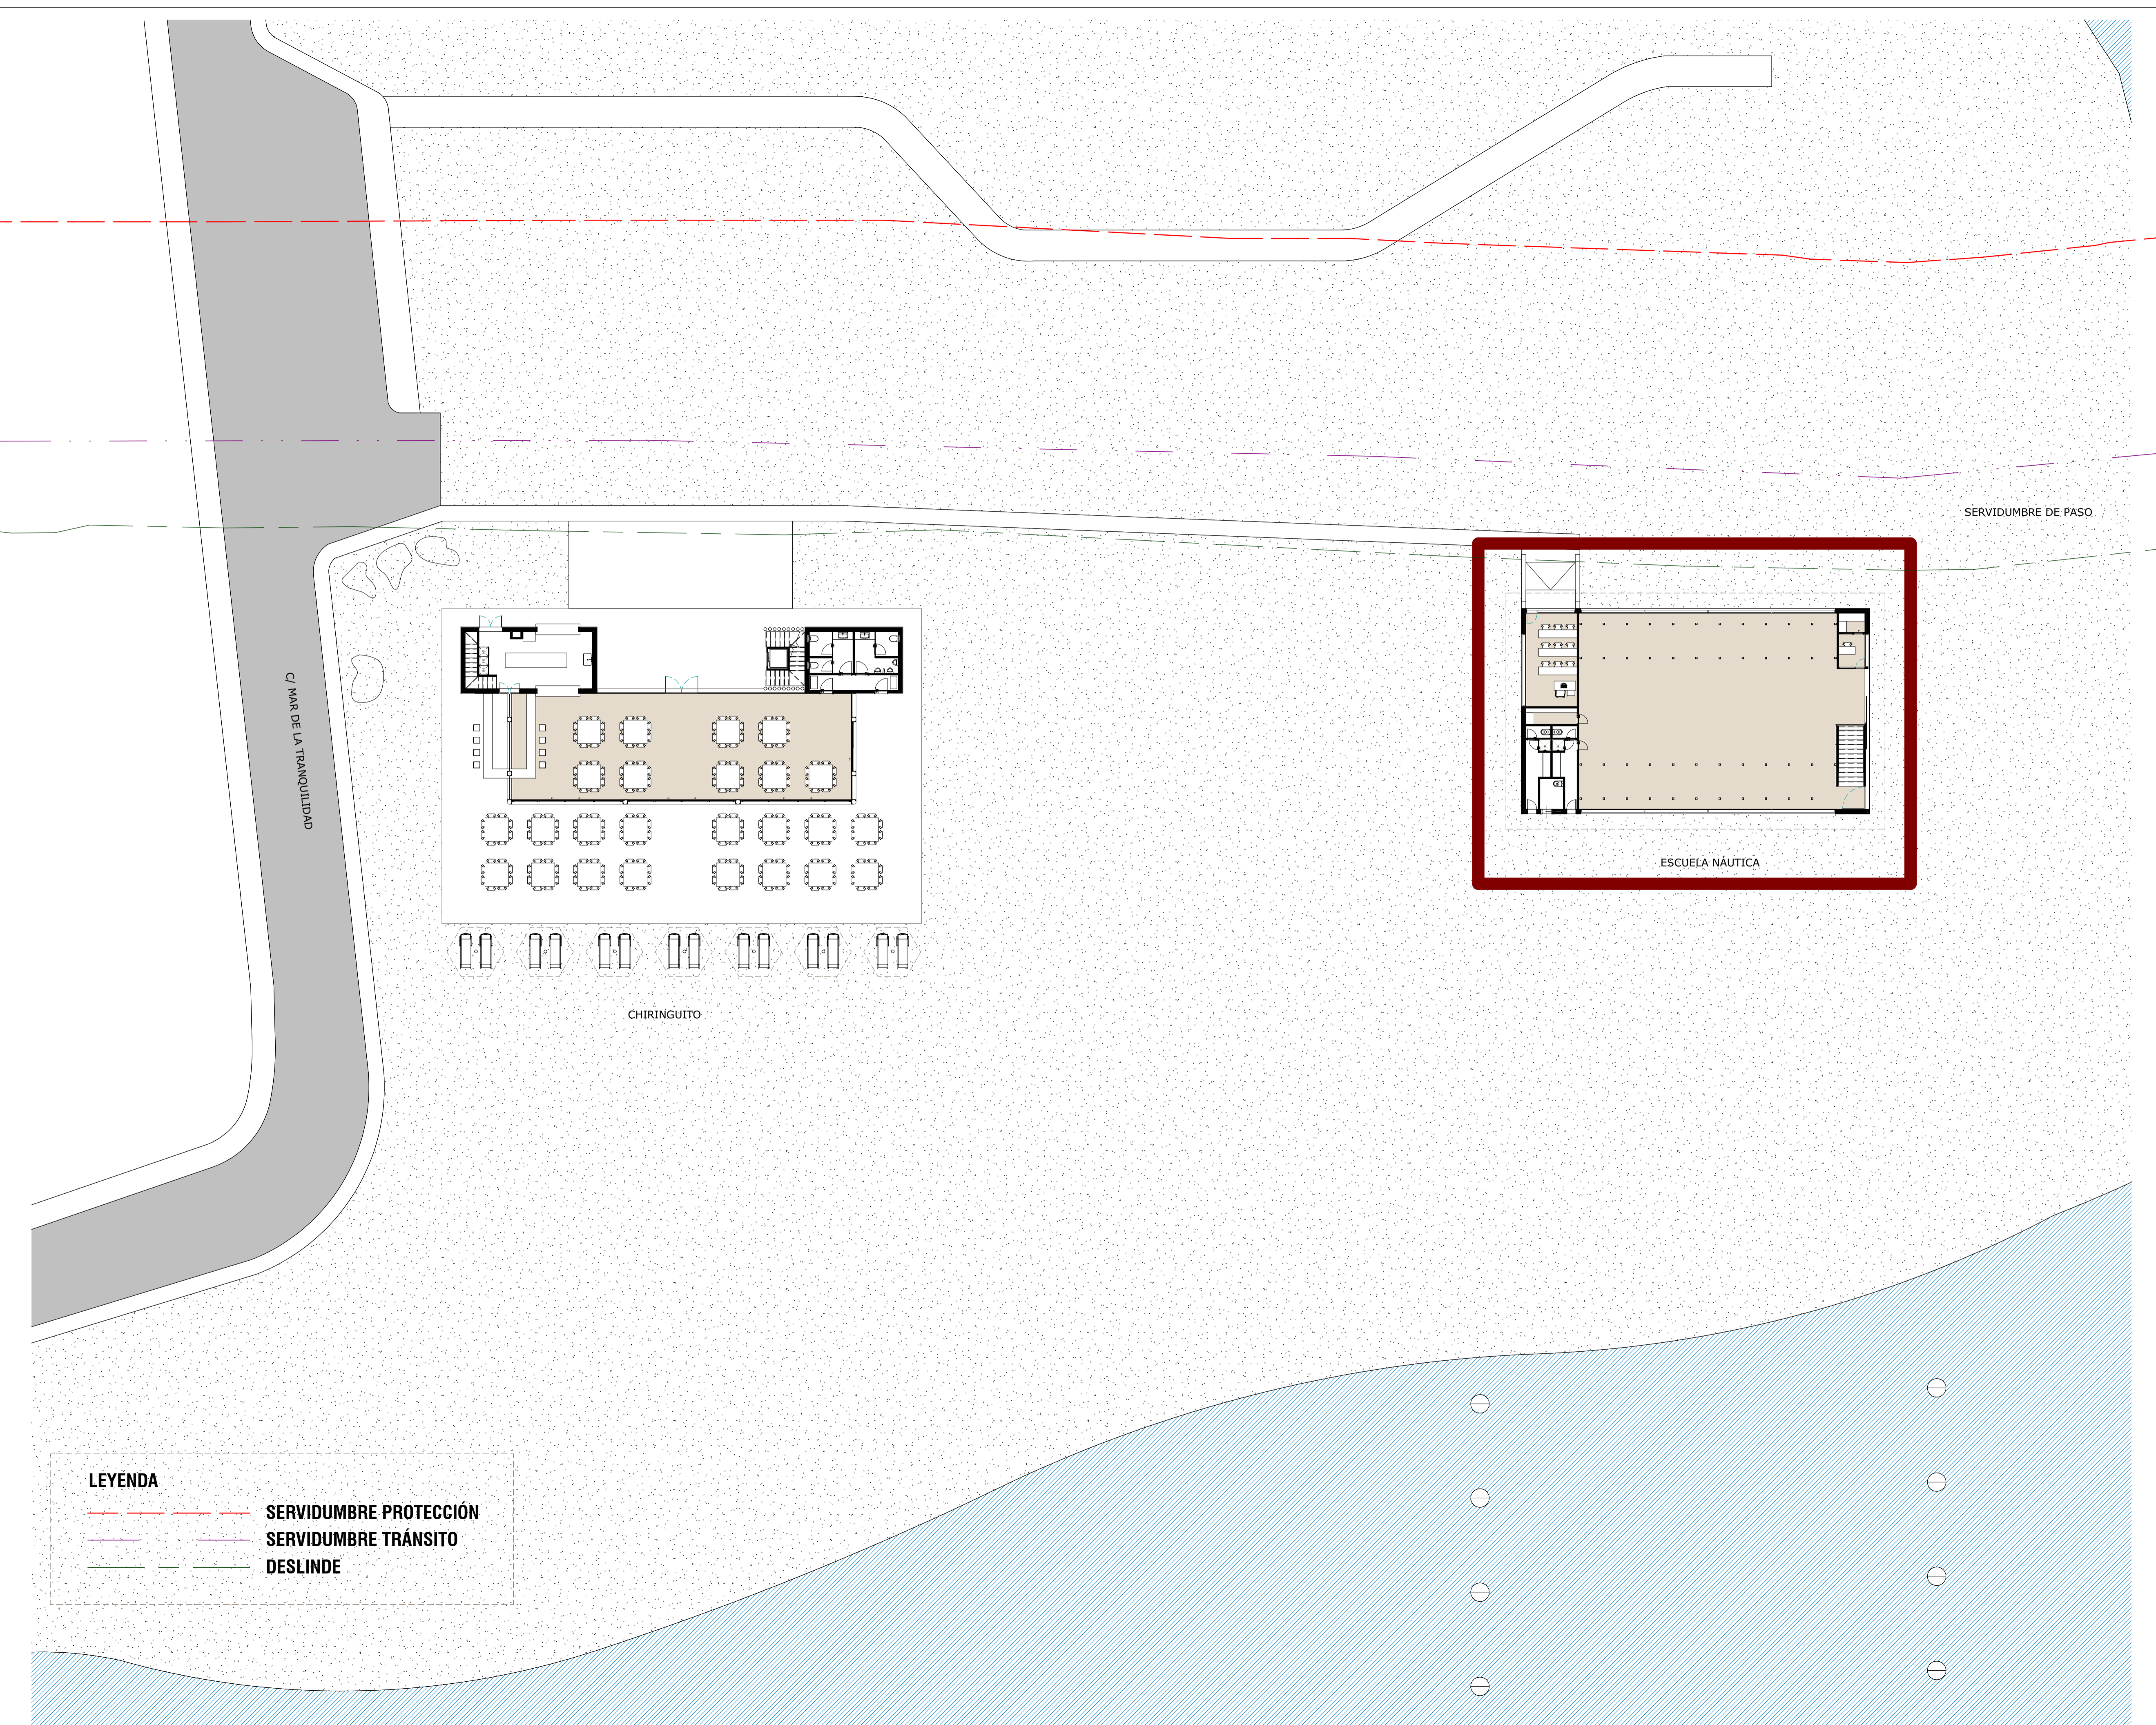 SERVIDUMBRE DE PASO
C/ MAR DE LA TRANQUILIDAD
ESCUELA NÁUTICA
CHIRINGUITO
LEYENDA
SERVIDUMBRE PROTECCIÓN
SERVIDUMBRE TRÁNSITO
DESLINDE